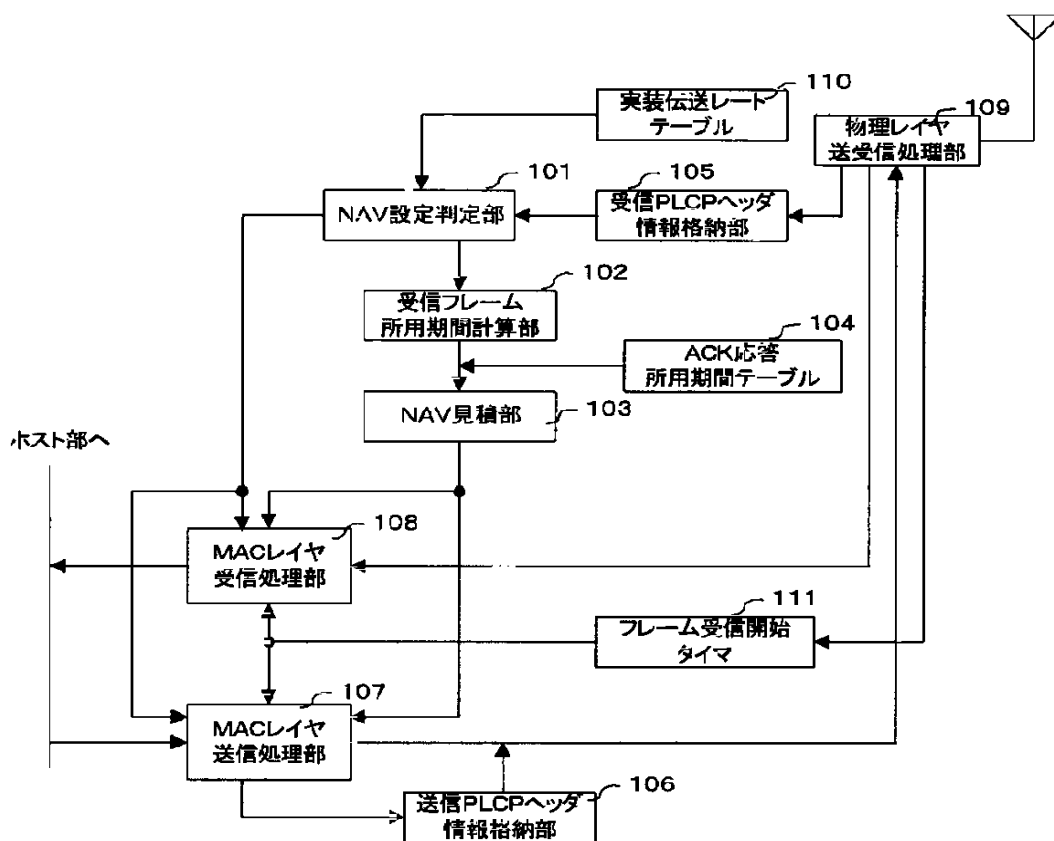 110
実装伝送レート
テーブル
109
物理レイヤ
送受信処理部
101
NAV設定判定部
105
受信PLCPヘッダ
情報格納部
102
受信フレーム
所用期間計算部
104
ACK応答
所用期間テーブル
NAV見積部
103
ホスト部へ
108
MACレイヤ
受信処理部
111
フレーム受信開始
タイマ
107
MACレイヤ
送信処理部
106
送信PLCPヘッダ
情報格納部